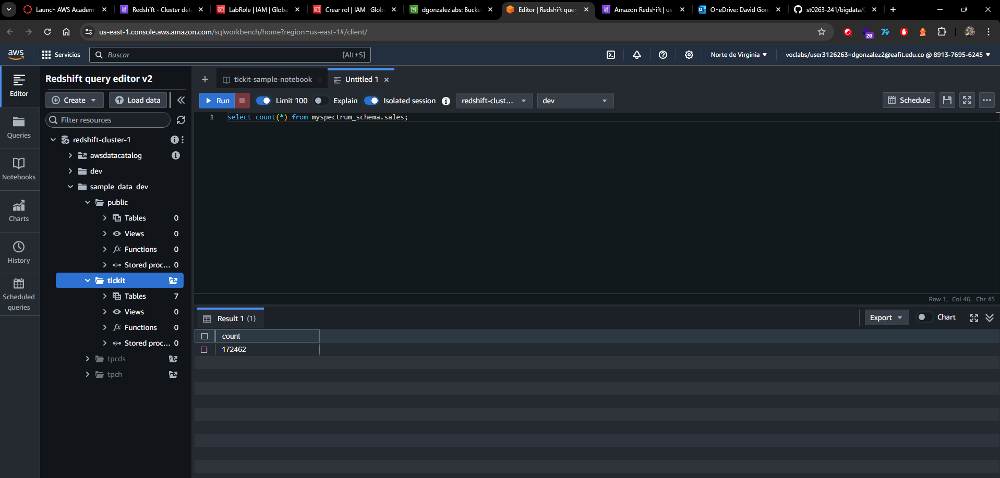 Launch AWS Academy
Redshift - Cluster det
LabRole | IAM | Globa
Crear rol | IAM | Globa
dgonzalezlabs: Bucke
Editor | Redshift quer
Amazon Redshift | us
OneDrive: David Gon
st0263-241/bigdata/0
us-east-1.console.aws.amazon.com/sqlworkbench/home?region=us-east-1#/client/
20
aws
Servicios
Buscar
[Alt+S]
Norte de Virginia
voclabs/user3126263=dgonzalez2@eafit.edu.co @ 8913-7695-6245
Editor
Queries
Notebooks
Charts
History
Scheduled
queries
Redshift query editor v2
Create
Load data
Filter resources
redshift-cluster-1
awsdatacatalog
dev
sample_data_dev
public
Tables 0
Views 0
fx Functions 0
Stored proc... 0
tickit
Tables 7
Views 0
fx Functions 0
Stored proc... 0
tpcds
tpch
tickit-sample-notebook
Untitled 1
Run
Limit 100
Explain
Isolated session
redshift-clust...
dev
Schedule
1 select count(*) from myspectrum_schema.sales;
Row 1, Col 46, Chr 45
Result 1 (1)
Export
Chart
count
172462